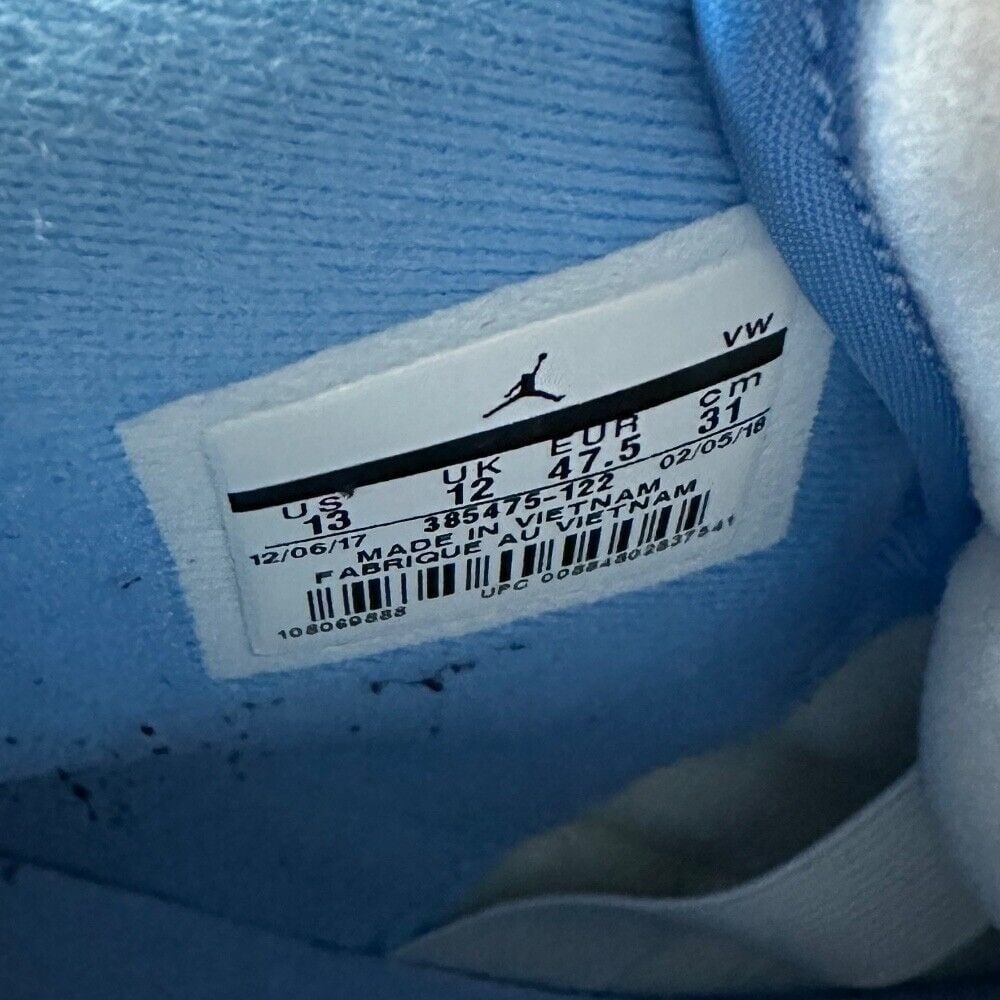 VW
US UK EUR cm
13 12 47.5 31
12/06/17 385475-122 02/05/18
MADE IN VIETNAM
FABRIQUE AU VIETNAM
108069888 UPC 00884802837541